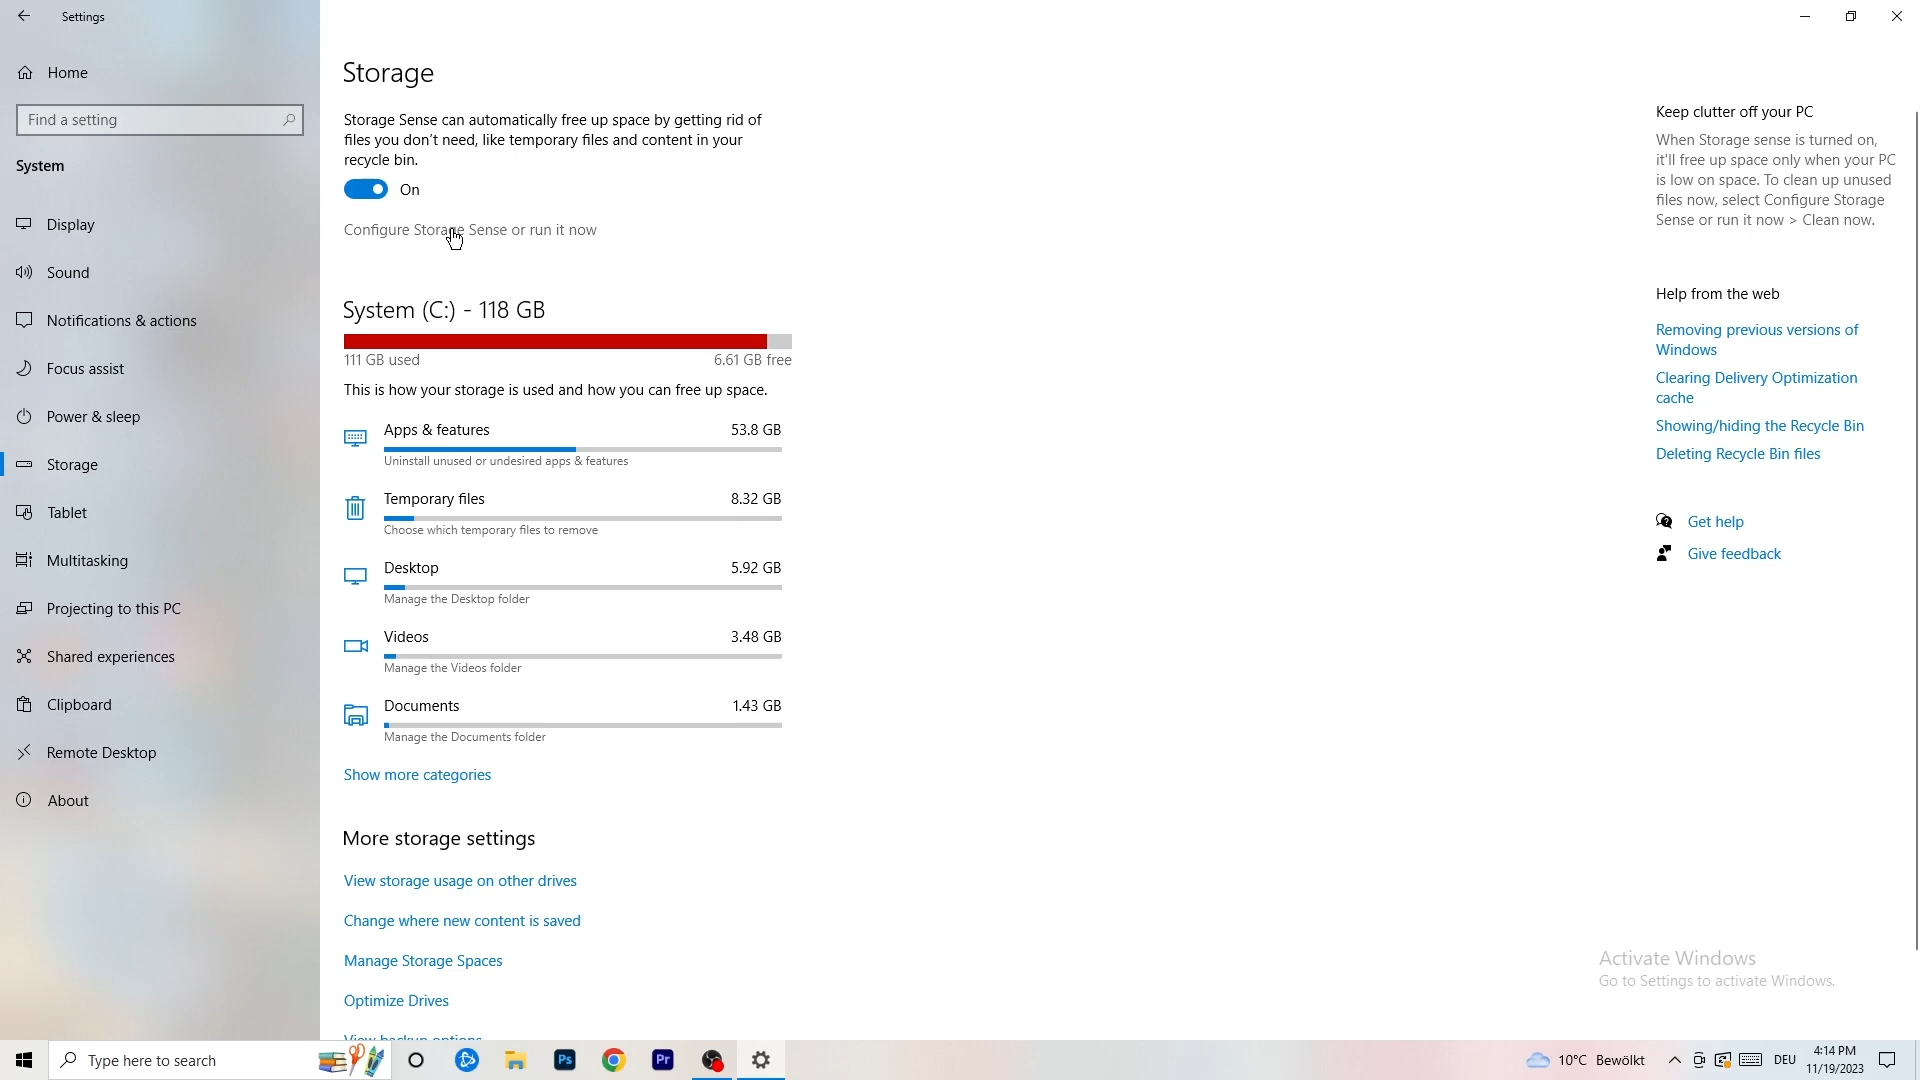 Settings
Home
Find a setting
System
Display
Sound
Notifications & actions
Focus assist
Power & sleep
Storage
Tablet
Multitasking
Projecting to this PC
Shared experiences
Clipboard
Remote Desktop
About
Storage
Storage Sense can automatically free up space by getting rid of
files you don't need, like temporary files and content in your
recycle bin.
On
Configure Storage Sense or run it now
System (C:) - 118 GB
111 GB used 6.61 GB free
This is how your storage is used and how you can free up space.
Apps & features 53.8 GB
Uninstall unused or undesired apps & features
Temporary files 8.32 GB
Choose which temporary files to remove
Desktop 5.92 GB
Manage the Desktop folder
Videos 3.48 GB
Manage the Videos folder
Documents 1.43 GB
Manage the Documents folder
Show more categories
More storage settings
View storage usage on other drives
Change where new content is saved
Manage Storage Spaces
Optimize Drives
View backup options
Keep clutter off your PC
When Storage sense is turned on,
it'll free up space only when your PC
is low on space. To clean up unused
files now, select Configure Storage
Sense or run it now > Clean now.
Help from the web
Removing previous versions of
Windows
Clearing Delivery Optimization
cache
Showing/hiding the Recycle Bin
Deleting Recycle Bin files
Get help
Give feedback
Activate Windows
Go to Settings to activate Windows.
Type here to search
Ps
Pr
10°C Bewölkt
DEU
4:14 PM
11/19/2023